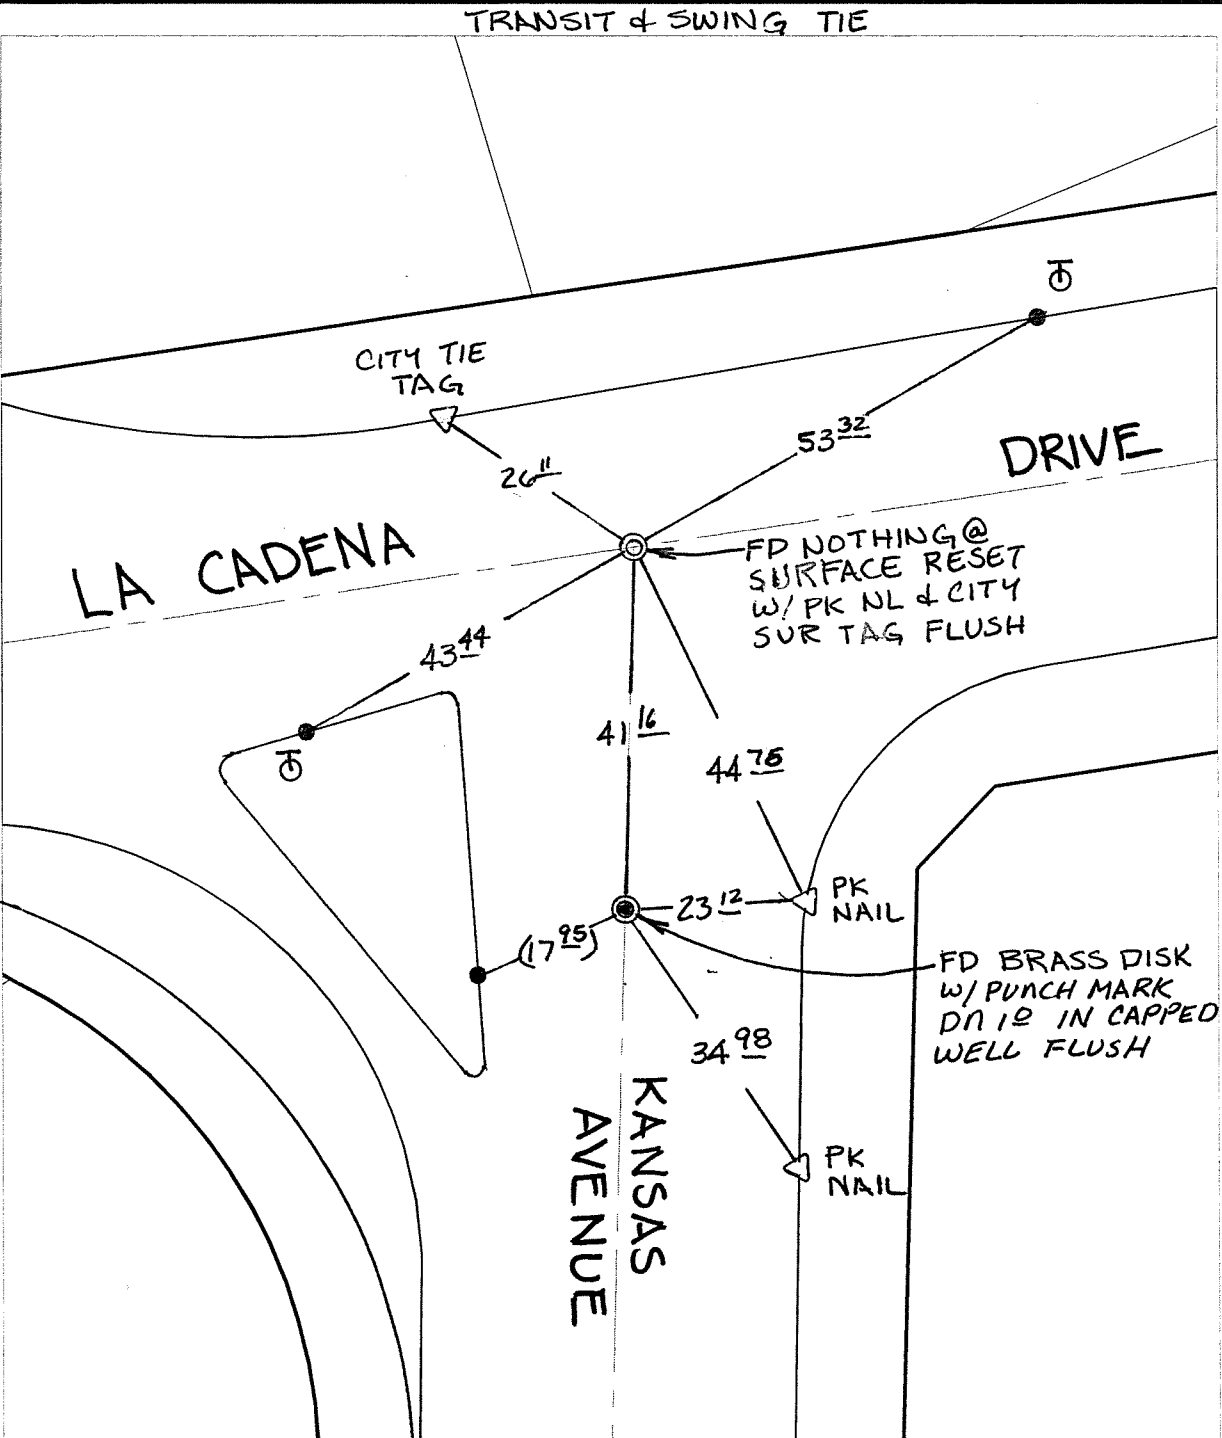 TRANSIT & SWING TIE
CITY TIE
TAG
53 32
26 11
DRIVE
LA CADENA
FD NOTHING @
SURFACE RESET
W/ PK NL & CITY
SUR TAG FLUSH
43 44
41 16
44 75
PK
NAIL
23 12
(17 95)
FD BRASS DISK
W/ PUNCH MARK
DN 1 0 IN CAPPED
WELL FLUSH
34 98
KANSAS
AVENUE
PK
NAIL